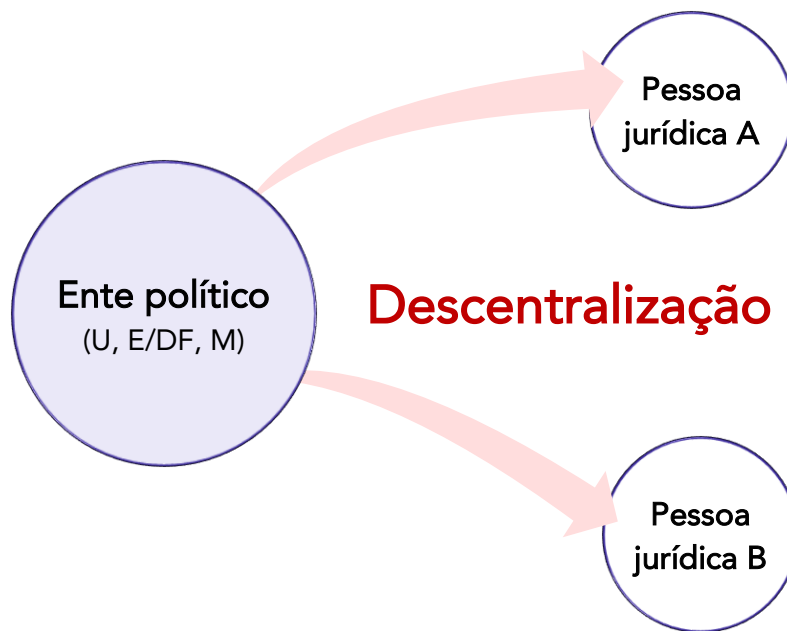 Pessoa
jurídica A
Ente político
(U, E/DF, M)
Descentralização
Pessoa
jurídica B